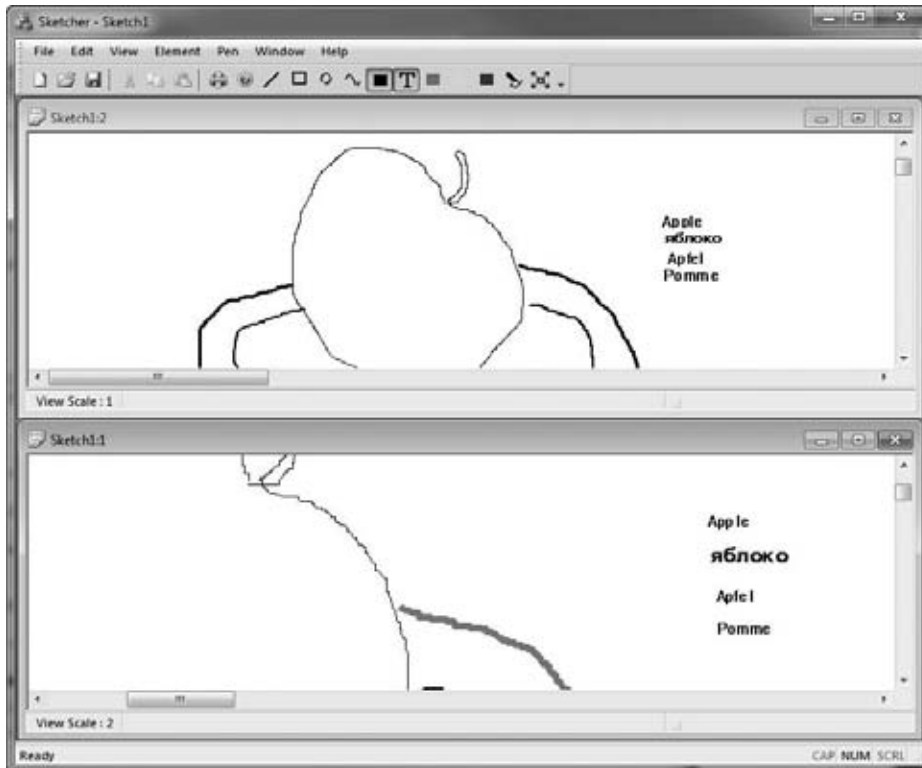 Sketcher - Sketch1
File Edit View Element Pen Window Help
T
Sketch1:2
Apple
яблоко
Apfel
Pomme
View Scale : 1
Sketch1:1
Apple
яблоко
Apfel
Pomme
View Scale : 2
Ready CAP NUM SCRL